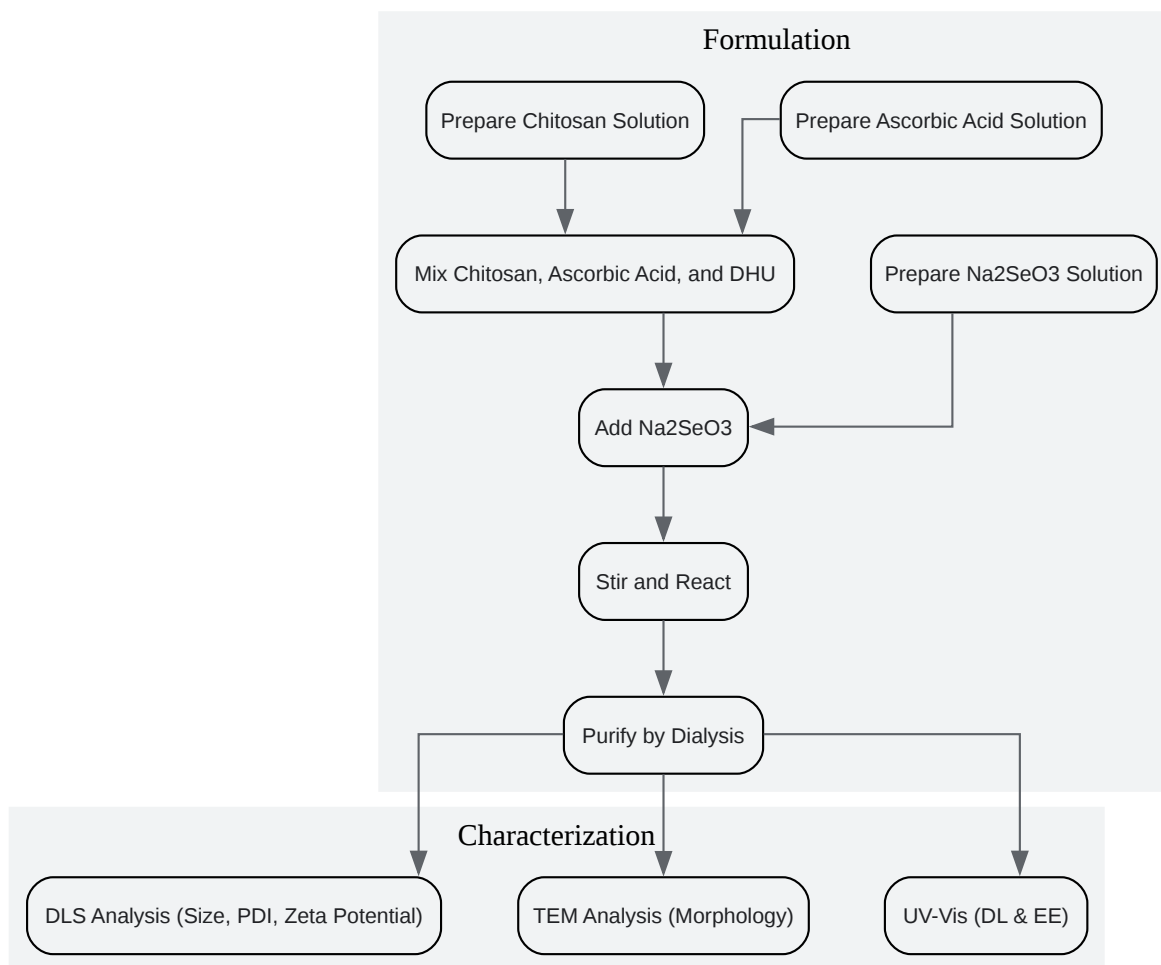 Formulation
Prepare Chitosan Solution
Prepare Ascorbic Acid Solution
Mix Chitosan, Ascorbic Acid, and DHU
Prepare Na2SeO3 Solution
Add Na2SeO3
Stir and React
Purify by Dialysis
Characterization
DLS Analysis (Size, PDI, Zeta Potential)
TEM Analysis (Morphology)
UV-Vis (DL & EE)